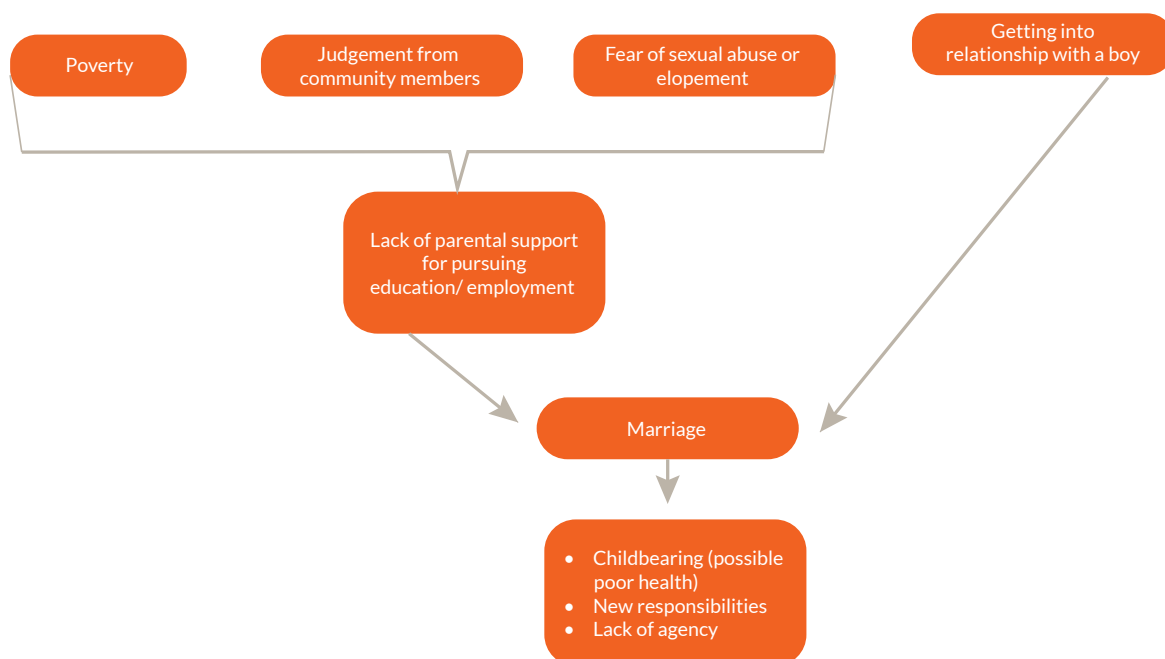 Poverty
Judgement from
community members
Fear of sexual abuse or
elopement
Getting into
relationship with a boy
Lack of parental support
for pursuing
education/ employment
Marriage
• Childbearing (possible
poor health)
• New responsibilities
• Lack of agency